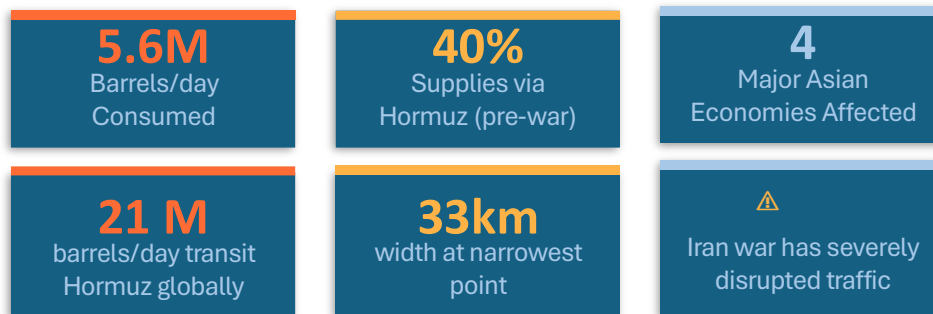 5.6M
Barrels/day
Consumed
40%
Supplies via
Hormuz (pre-war)
4
Major Asian
Economies Affected
21 M
barrels/day transit
Hormuz globally
33km
width at narrowest
point
⚠
Iran war has severely
disrupted traffic